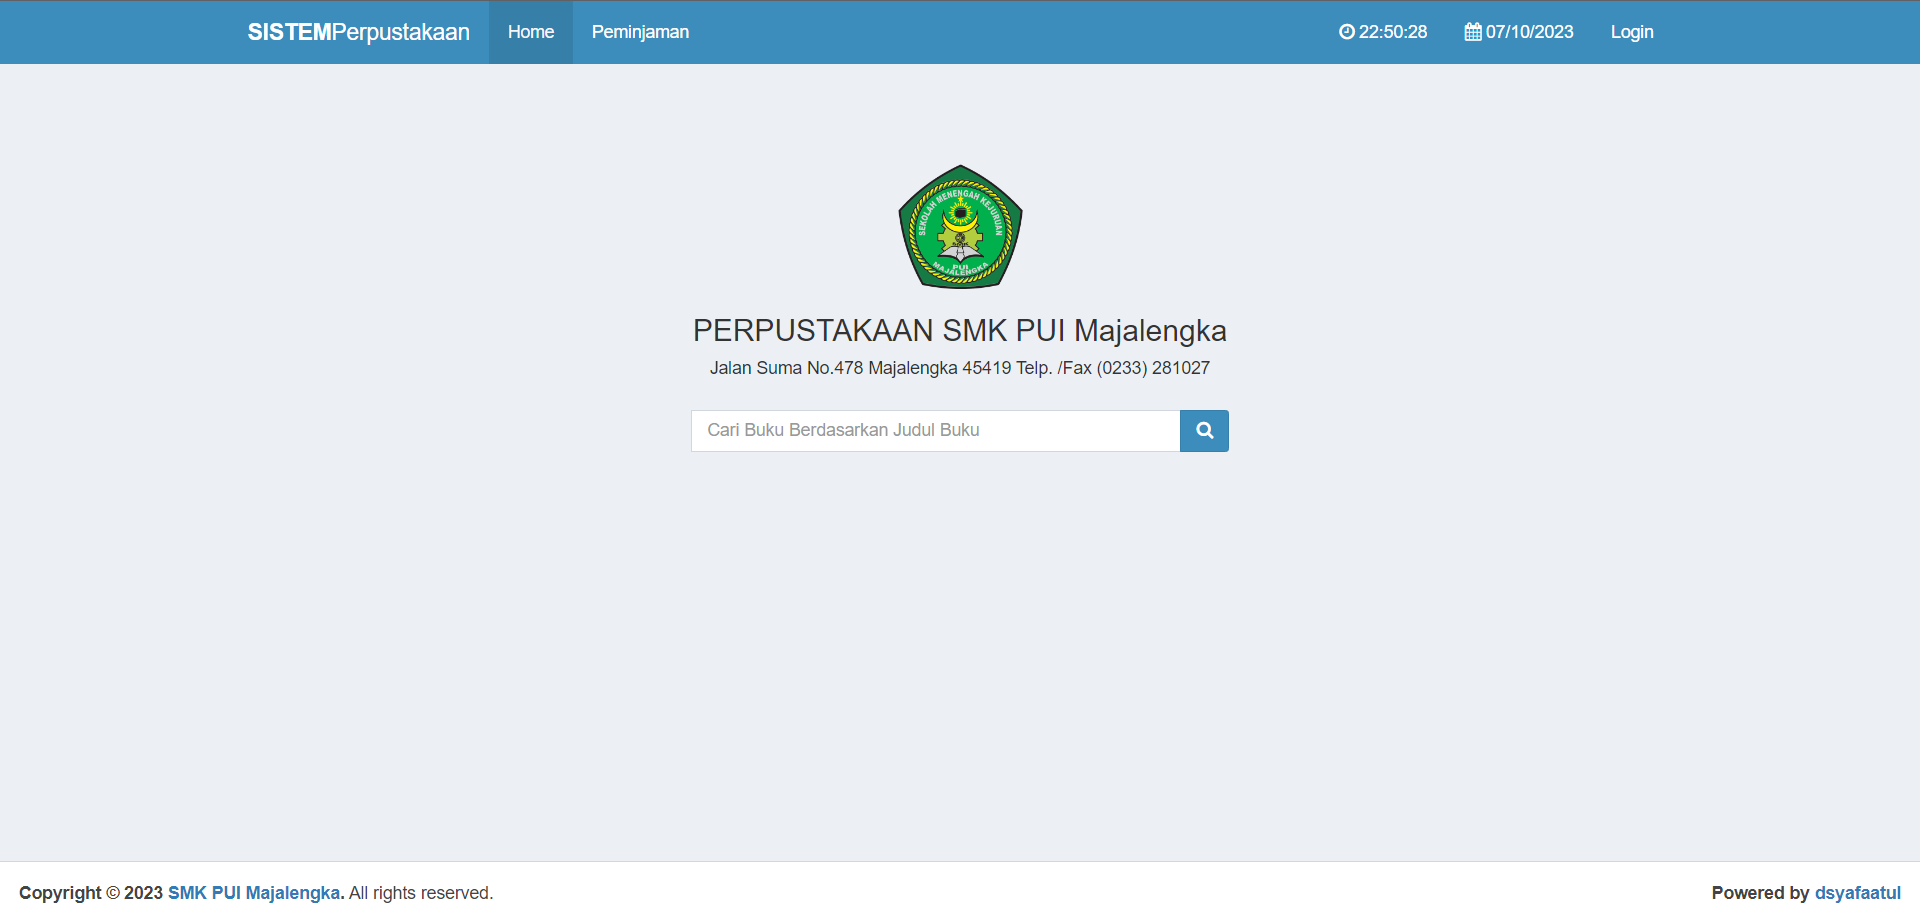 SISTEMPerpustakaan Home Peminjaman 22:50:28 07/10/2023 Login
SEKOLAH MENENGAH KEJURUAN
PUI
MAJALENGKA
PERPUSTAKAAN SMK PUI Majalengka
Jalan Suma No.478 Majalengka 45419 Telp. /Fax (0233) 281027
Cari Buku Berdasarkan Judul Buku
Copyright © 2023 SMK PUI Majalengka. All rights reserved. Powered by dsyafaatul